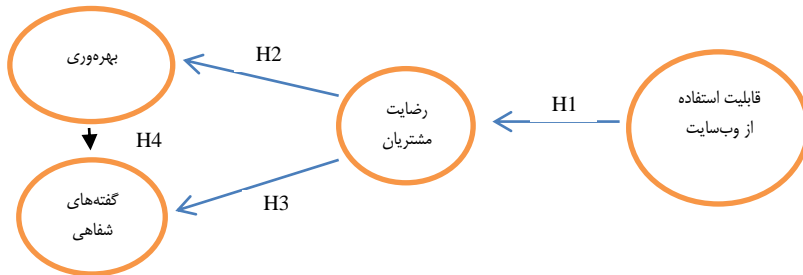 قابلیت استفاده
از وب‌سایت
H1
رضایت
مشتریان
H2
بهره‌وری
H3
H4
گفته‌های
شفاهی